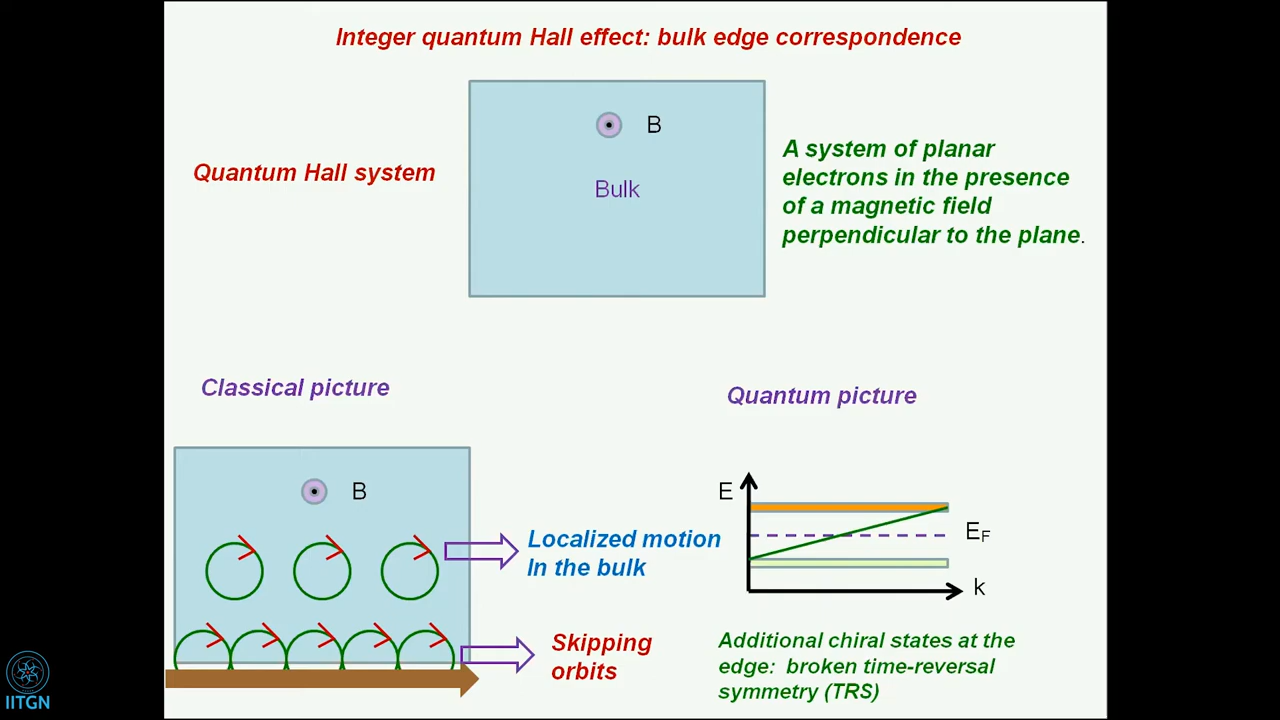 Integer quantum Hall effect: bulk edge correspondence
B
Bulk
Quantum Hall system
A system of planar
electrons in the presence
of a magnetic field
perpendicular to the plane.
Classical picture
Quantum picture
B
Localized motion
In the bulk
Skipping
orbits
E
EF
k
Additional chiral states at the
edge: broken time-reversal
symmetry (TRS)
IITGN